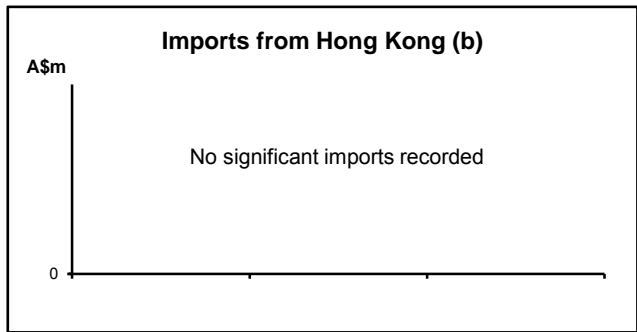 Imports from Hong Kong (b)
A$m
No significant imports recorded
0